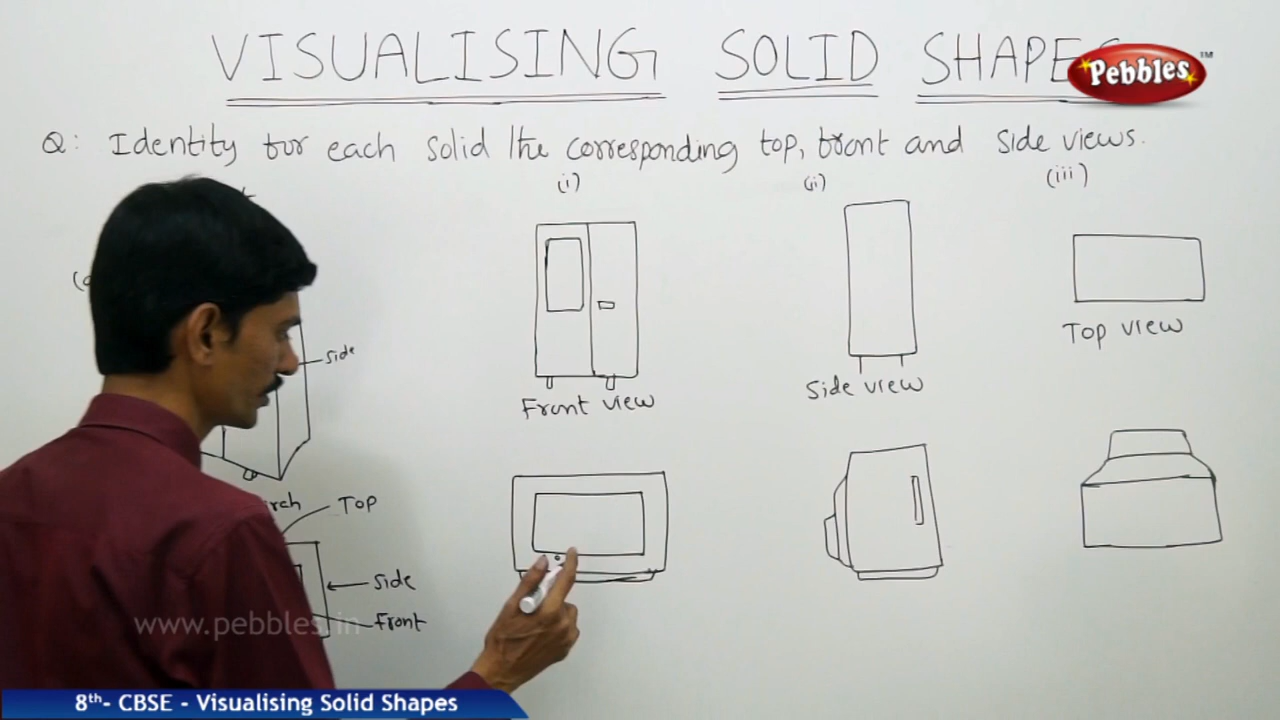 VISUALISING SOLID SHAPES
Pebbles™
Q: Identity for each solid the corresponding top, front and side views.
(i)
(ii)
(iii)
Side
Top view
Side view
Front view
Top
Side
Front
www.pebbles.in
8th- CBSE - Visualising Solid Shapes